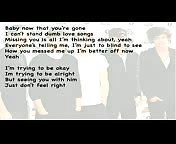 Baby now that you're gone
I can't stand dumb love songs
Missing you is all I'm thinking about, yeah
Everyone's telling me, I'm just to blind to see
How you messed me up I'm better off now
Yeah
I'm trying to be okay
Im trying to be alright
But seeing you with him
Just don't feel right